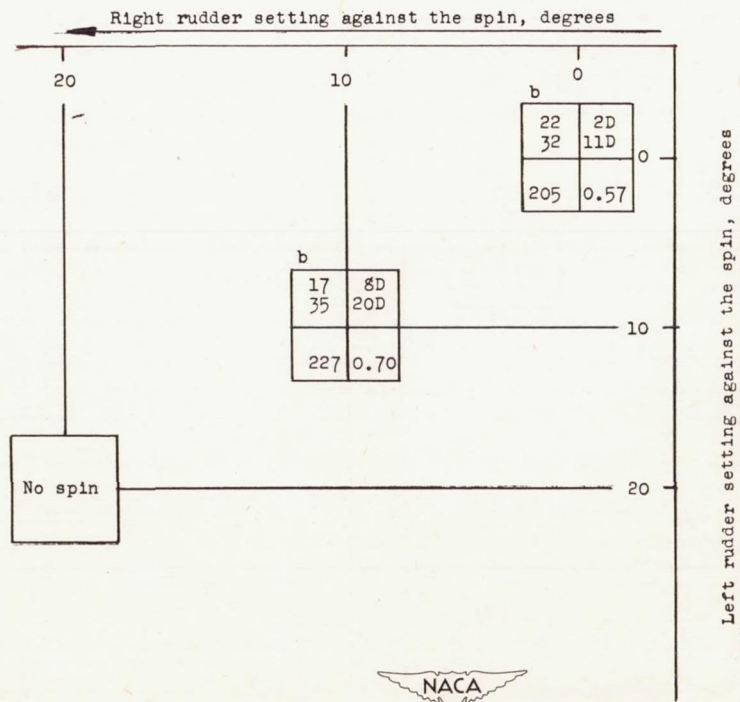 Right rudder setting against the spin, degrees
20 10 0
b
22 2D
32 11D
0
205 0.57
b
17 8D
35 20D
10
227 0.70
No spin
20
Left rudder setting against the spin, degrees
NACA